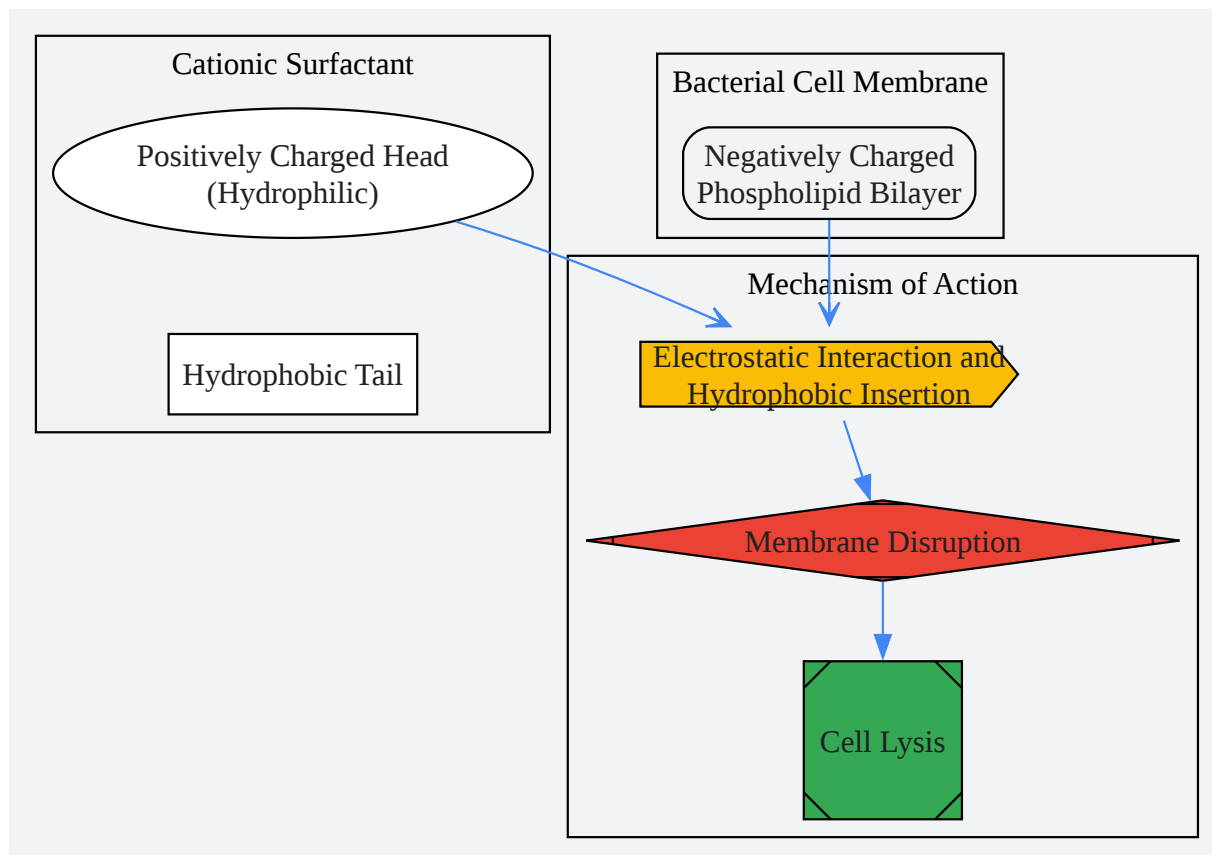 Cationic Surfactant
Positively Charged Head
(Hydrophilic)
Hydrophobic Tail
Bacterial Cell Membrane
Negatively Charged
Phospholipid Bilayer
Mechanism of Action
Electrostatic Interaction and
Hydrophobic Insertion
Membrane Disruption
Cell Lysis